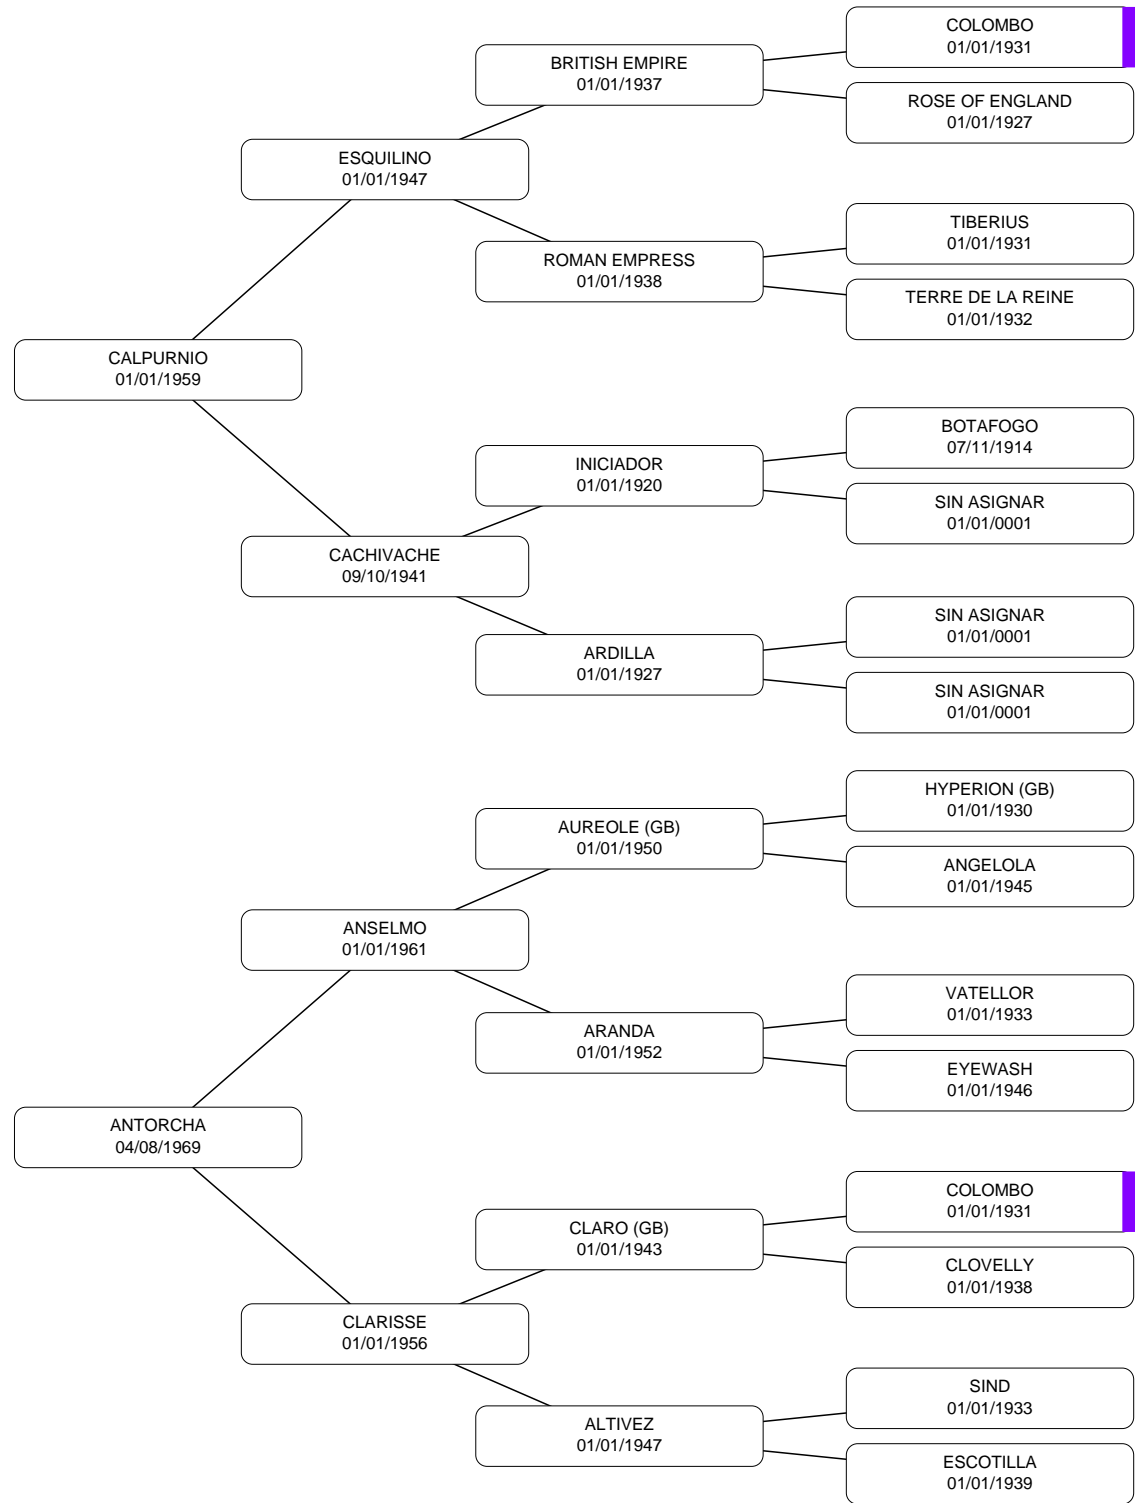 COLOMBO
01/01/1931
BRITISH EMPIRE
01/01/1937
ROSE OF ENGLAND
01/01/1927
ESQUILINO
01/01/1947
TIBERIUS
01/01/1931
ROMAN EMPRESS
01/01/1938
TERRE DE LA REINE
01/01/1932
CALPURNIO
01/01/1959
BOTAFOGO
07/11/1914
INICIADOR
01/01/1920
SIN ASIGNAR
01/01/0001
CACHIVACHE
09/10/1941
SIN ASIGNAR
01/01/0001
ARDILLA
01/01/1927
SIN ASIGNAR
01/01/0001
HYPERION (GB)
01/01/1930
AUREOLE (GB)
01/01/1950
ANGELOLA
01/01/1945
ANSELMO
01/01/1961
VATELLOR
01/01/1933
ARANDA
01/01/1952
EYEWASH
01/01/1946
ANTORCHA
04/08/1969
COLOMBO
01/01/1931
CLARO (GB)
01/01/1943
CLOVELLY
01/01/1938
CLARISSE
01/01/1956
SIND
01/01/1933
ALTIVEZ
01/01/1947
ESCOTILLA
01/01/1939